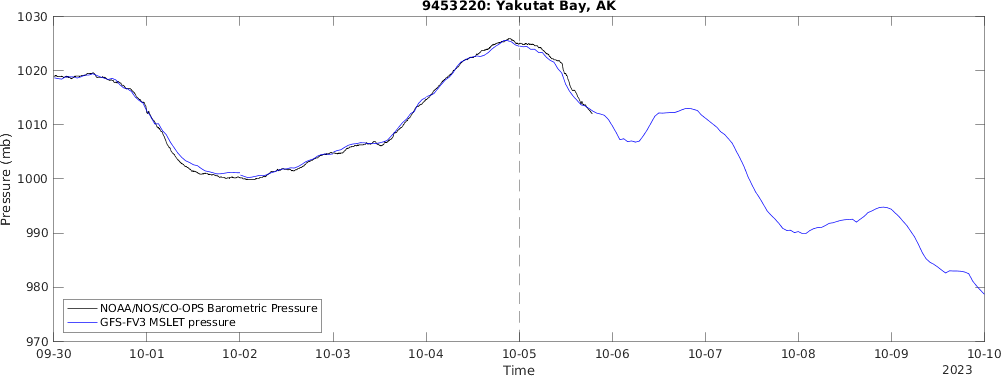 9453220: Yakutat Bay, AK
1030
1020
1010
1000
990
980
970
Pressure (mb)
NOAA/NOS/CO-OPS Barometric Pressure
GFS-FV3 MSLET pressure
09-30 10-01 10-02 10-03 10-04 10-05 10-06 10-07 10-08 10-09 10-10
Time
2023